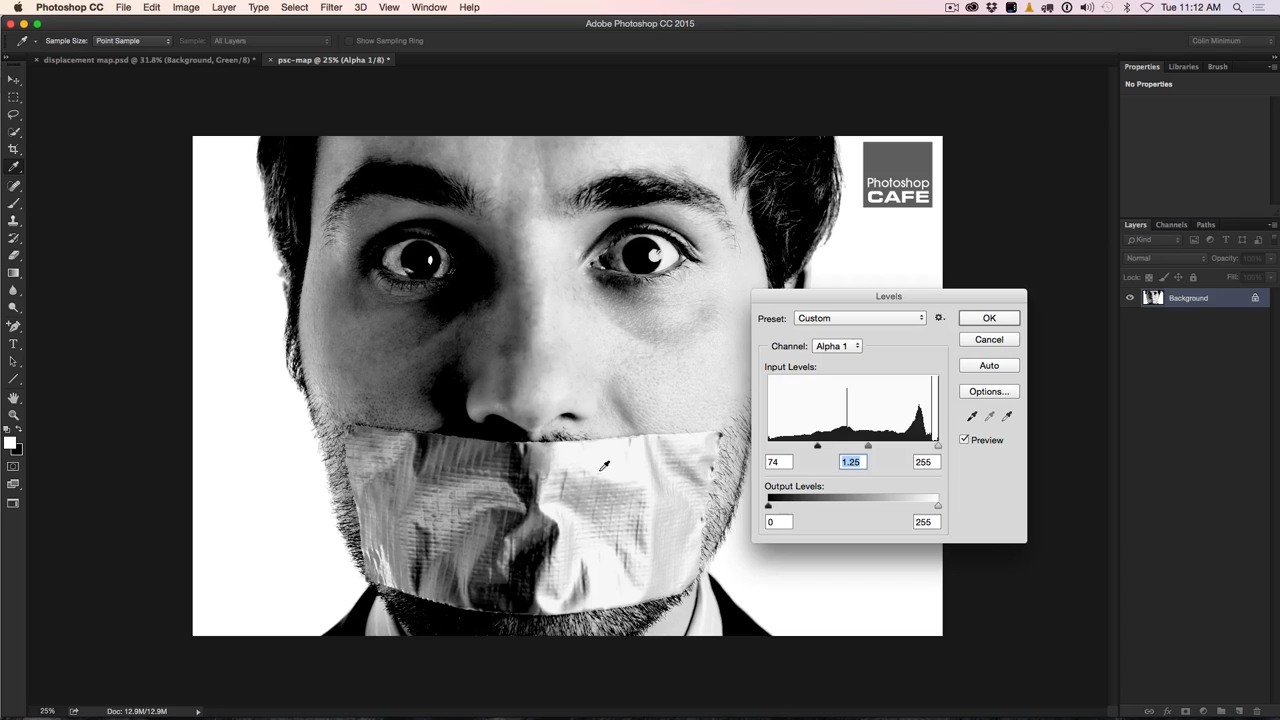 Photoshop CC File Edit Image Layer Type Select Filter 3D View Window Help Tue 11:12 AM
Adobe Photoshop CC 2015
Sample Size: Point Sample Sample: All Layers Show Sampling Ring Colin Minimum
× displacement map.psd @ 31.8% (Background, Green/8) * × psc-map @ 25% (Alpha 1/8) *
Properties Libraries Brush
No Properties
Photoshop
CAFE
Layers Channels Paths
Kind
Normal Opacity: 100%
Lock: Fill: 100%
Background
Levels
Preset: Custom OK
Channel: Alpha 1 Cancel
Input Levels: Auto
Options...
Preview
74 1.25 255
Output Levels:
0 255
25% Doc: 12.9M/12.9M